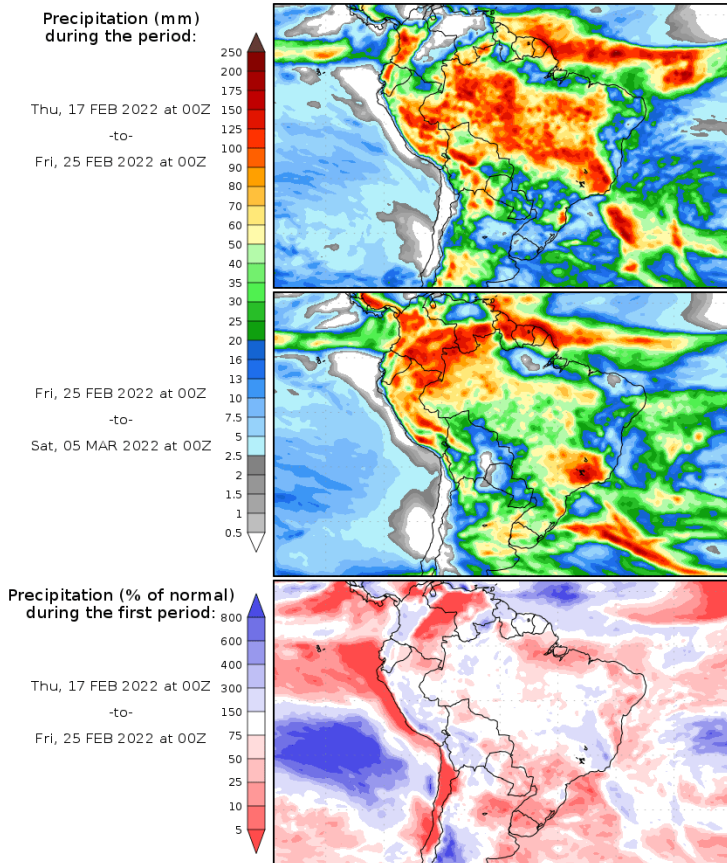 Precipitation (mm)
during the period:
Thu, 17 FEB 2022 at 00Z
-to-
Fri, 25 FEB 2022 at 00Z
250
200
175
150
125
100
90
80
70
60
50
40
35
30
25
20
16
13
10
7.5
5
2.5
2
1.5
1
0.5
Fri, 25 FEB 2022 at 00Z
-to-
Sat, 05 MAR 2022 at 00Z
Precipitation (% of normal)
during the first period:
Thu, 17 FEB 2022 at 00Z
-to-
Fri, 25 FEB 2022 at 00Z
800
600
400
300
150
75
50
25
10
5